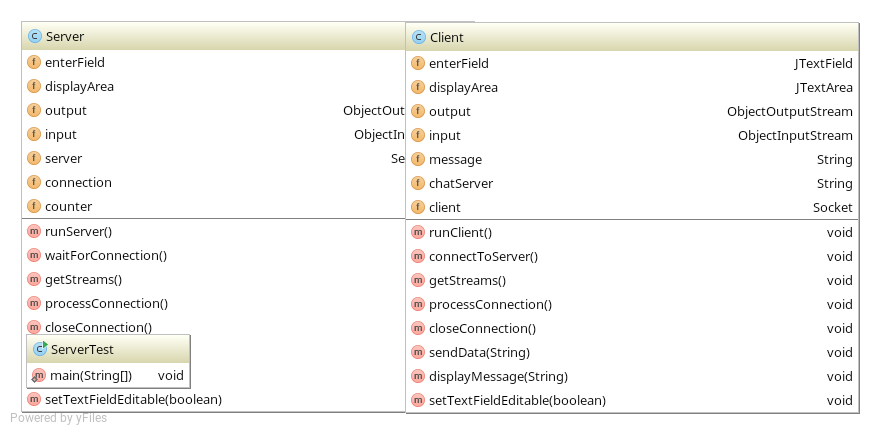 Server
enterField
displayArea
output ObjectOut
input ObjectIn
server Se
connection
counter
runServer()
waitForConnection()
getStreams()
processConnection()
closeConnection()
ServerTest
main(String[]) void
setTextFieldEditable(boolean)
Client
enterField JTextField
displayArea JTextArea
output ObjectOutputStream
input ObjectInputStream
message String
chatServer String
client Socket
runClient() void
connectToServer() void
getStreams() void
processConnection() void
closeConnection() void
sendData(String) void
displayMessage(String) void
setTextFieldEditable(boolean) void
Powered by yFiles